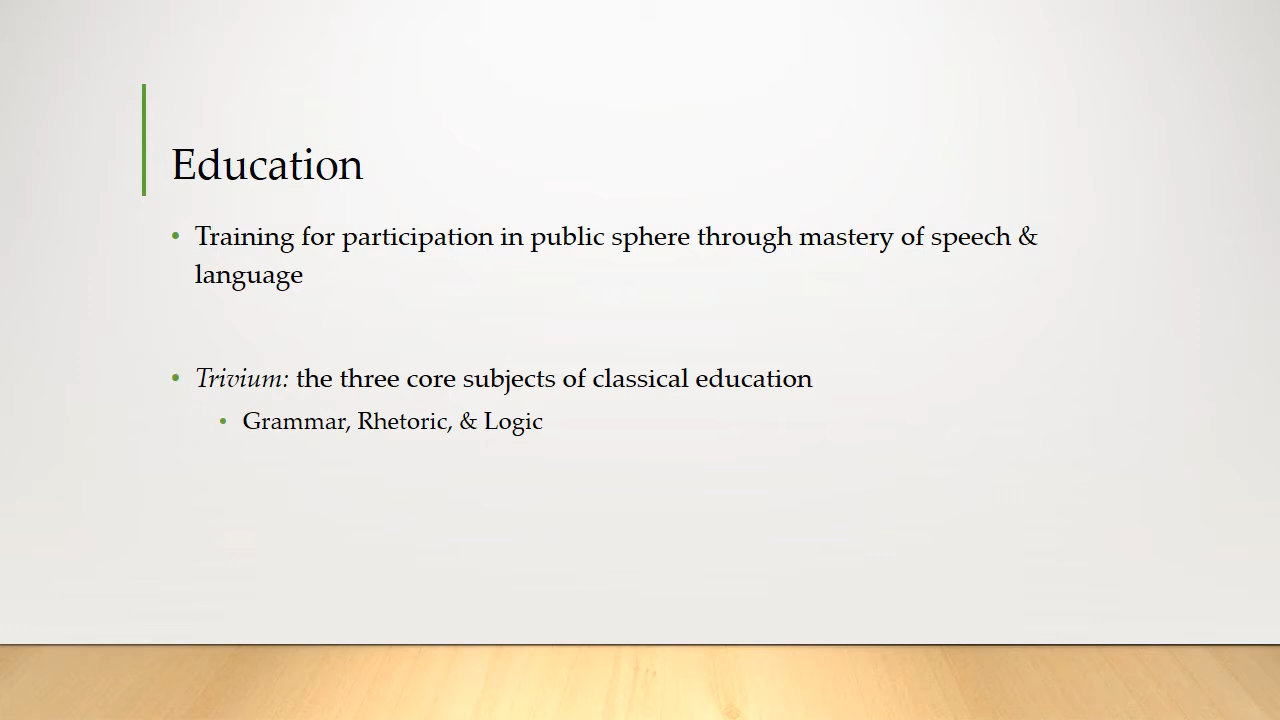 Education
• Training for participation in public sphere through mastery of speech &
language
• Trivium: the three core subjects of classical education
• Grammar, Rhetoric, & Logic